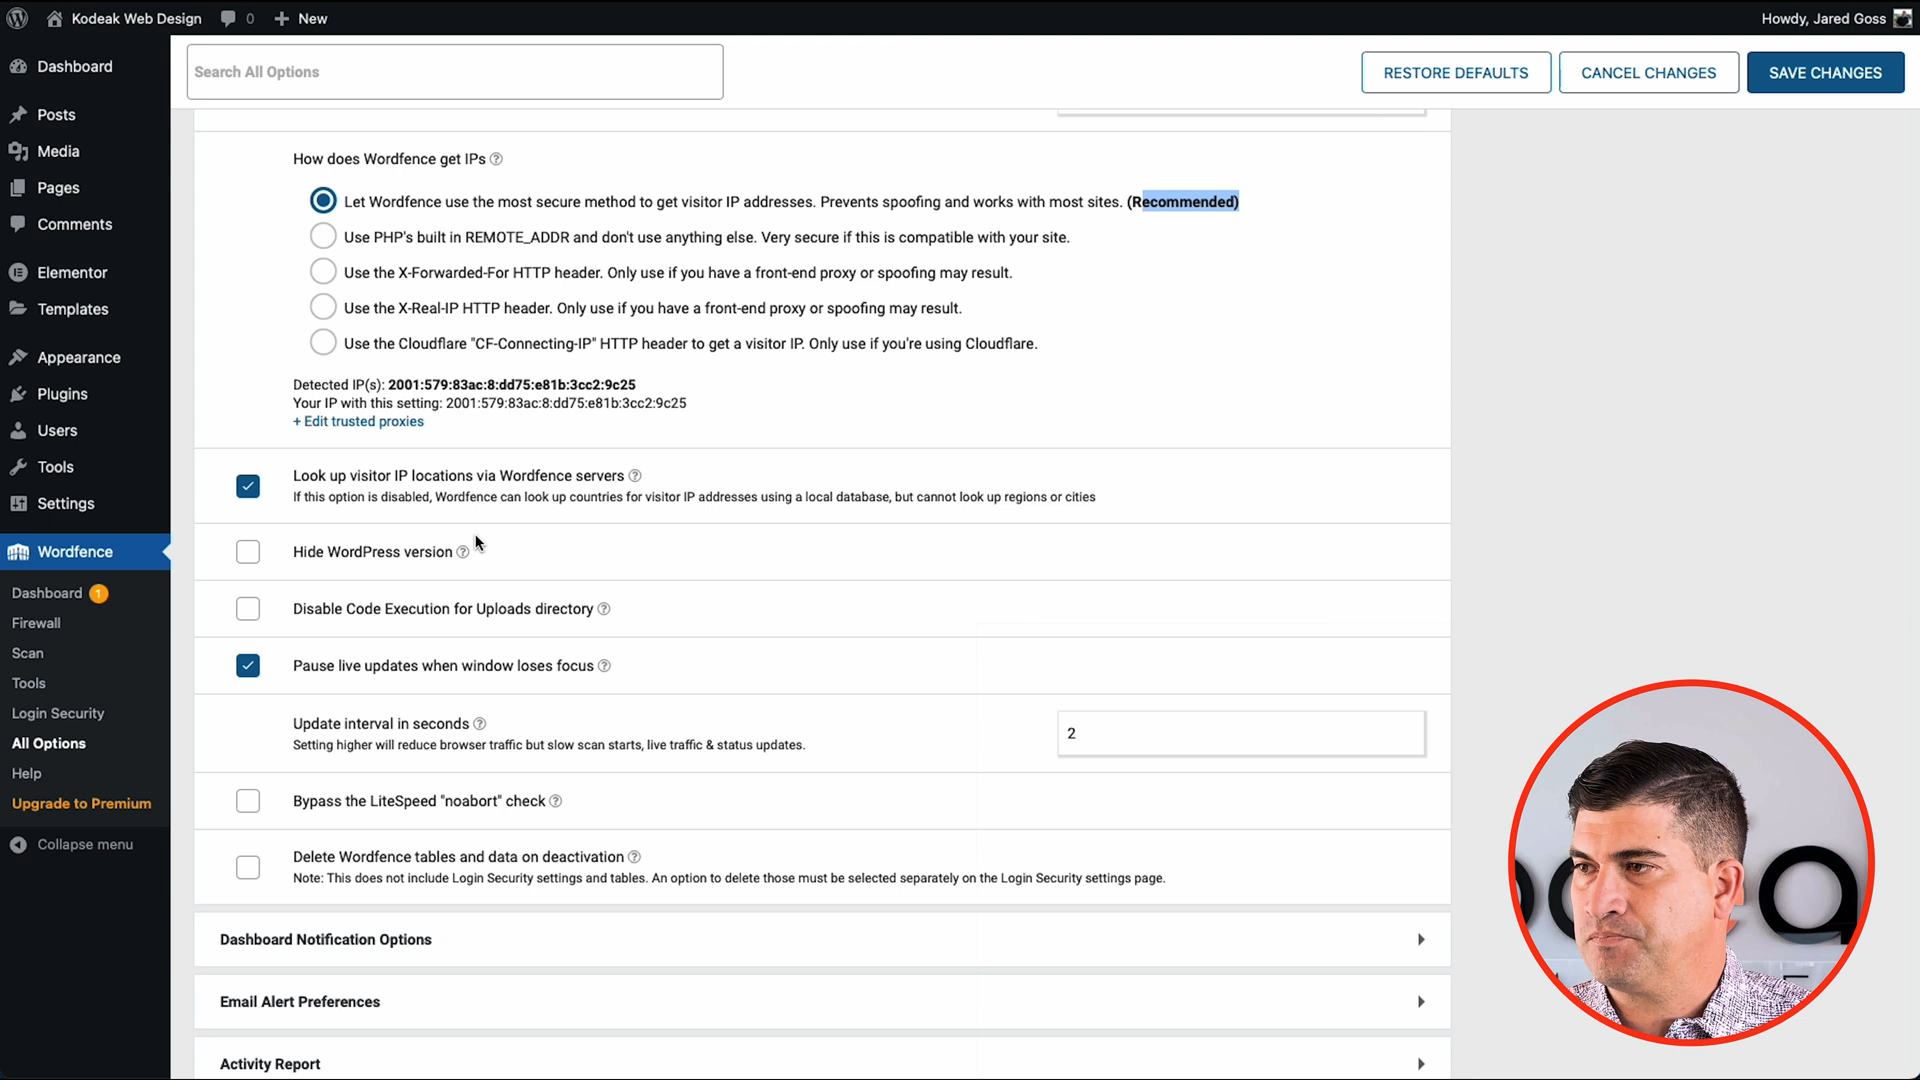 Kodeak Web Design 0 New Howdy, Jared Goss
Dashboard
Posts
Media
Pages
Comments
Elementor
Templates
Appearance
Plugins
Users
Tools
Settings
Wordfence
Dashboard 1
Firewall
Scan
Tools
Login Security
All Options
Help
Upgrade to Premium
Collapse menu
Search All Options RESTORE DEFAULTS CANCEL CHANGES SAVE CHANGES
How does Wordfence get IPs ?
Let Wordfence use the most secure method to get visitor IP addresses. Prevents spoofing and works with most sites. (Recommended)
Use PHP's built in REMOTE_ADDR and don't use anything else. Very secure if this is compatible with your site.
Use the X-Forwarded-For HTTP header. Only use if you have a front-end proxy or spoofing may result.
Use the X-Real-IP HTTP header. Only use if you have a front-end proxy or spoofing may result.
Use the Cloudflare "CF-Connecting-IP" HTTP header to get a visitor IP. Only use if you're using Cloudflare.
Detected IP(s): 2001:579:83ac:8:dd75:e81b:3cc2:9c25
Your IP with this setting: 2001:579:83ac:8:dd75:e81b:3cc2:9c25
+ Edit trusted proxies
Look up visitor IP locations via Wordfence servers ?
If this option is disabled, Wordfence can look up countries for visitor IP addresses using a local database, but cannot look up regions or cities
Hide WordPress version ?
Disable Code Execution for Uploads directory ?
Pause live updates when window loses focus ?
Update interval in seconds ?
Setting higher will reduce browser traffic but slow scan starts, live traffic & status updates.
2
Bypass the LiteSpeed "noabort" check ?
Delete Wordfence tables and data on deactivation ?
Note: This does not include Login Security settings and tables. An option to delete those must be selected separately on the Login Security settings page.
Dashboard Notification Options
Email Alert Preferences
Activity Report